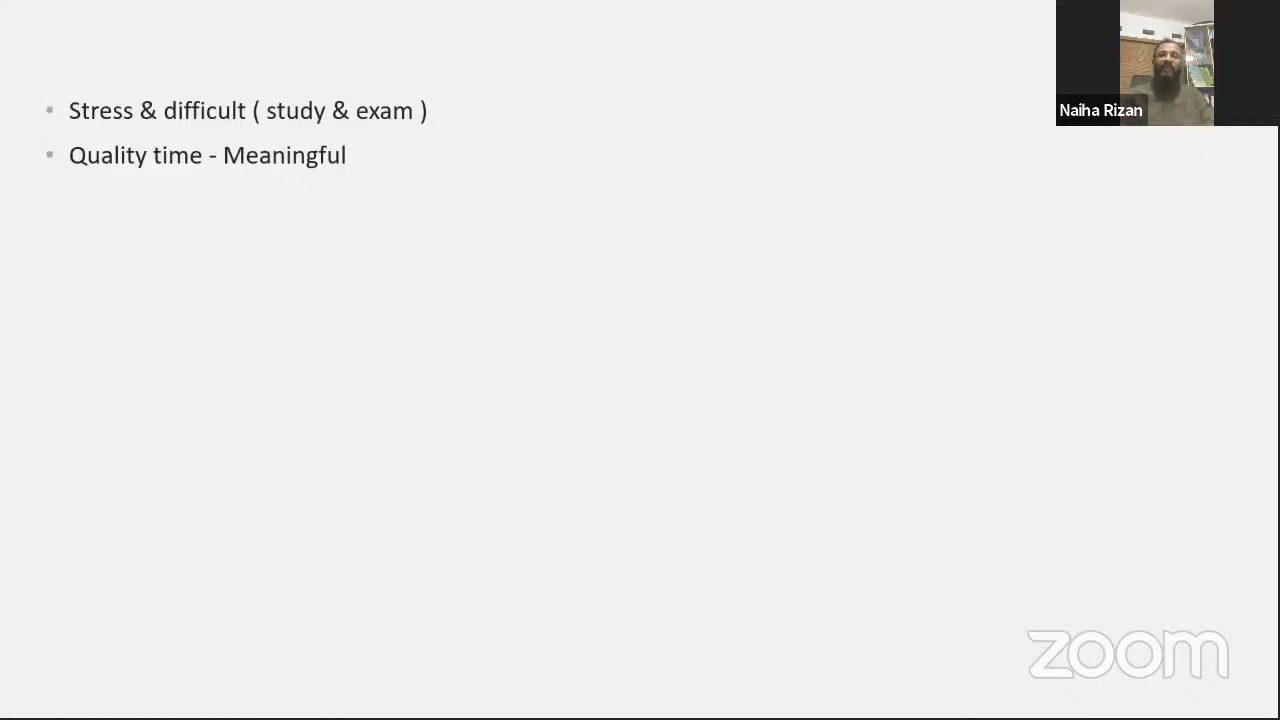 • Stress & difficult ( study & exam )
• Quality time - Meaningful
Naiha Rizan
zoom